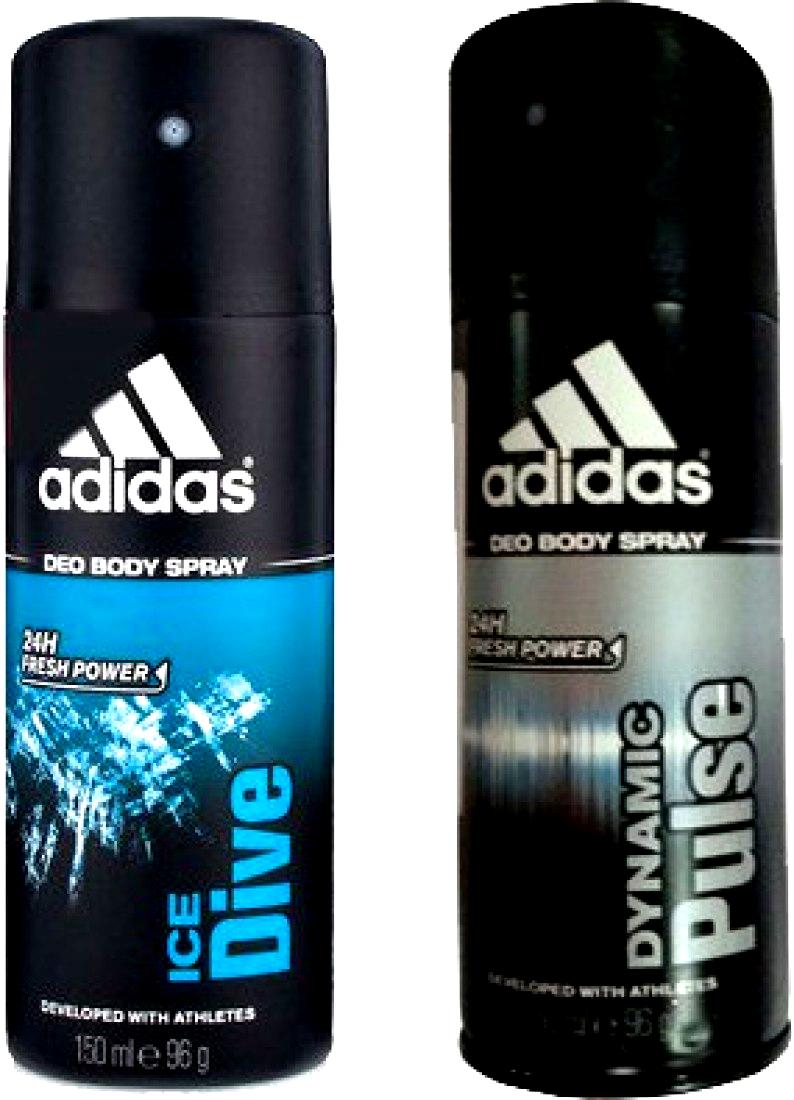 adidas
DEO BODY SPRAY
24H
FRESH POWER
ICE
Dive
DEVELOPED WITH ATHLETES
150 ml e 96 g
adidas
DEO BODY SPRAY
24H
FRESH POWER
DYNAMIC
Pulse
DEVELOPED WITH ATHLETES
96